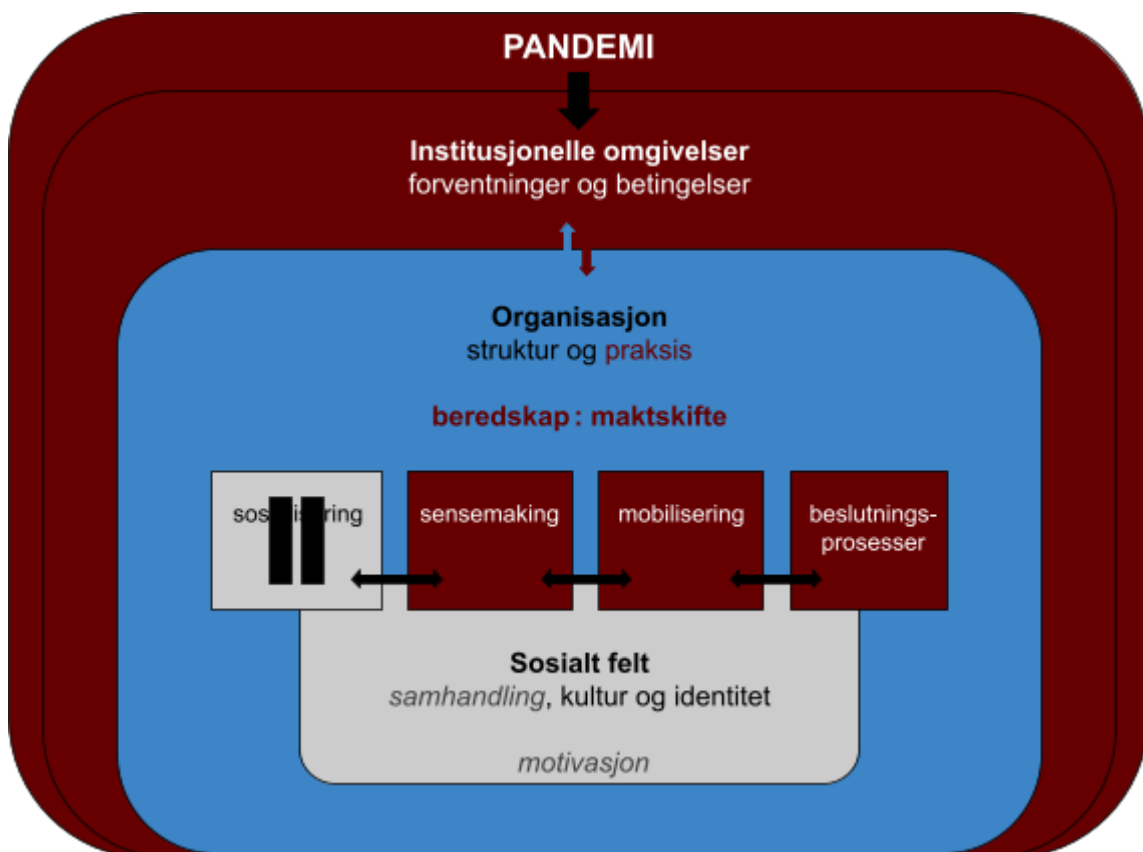 PANDEMI
Institusjonelle omgivelser
forventninger og betingelser
Organisasjon
struktur og praksis
beredskap : maktskifte
sosialisering
sensemaking
mobilisering
beslutnings-
prosesser
Sosialt felt
samhandling, kultur og identitet
motivasjon